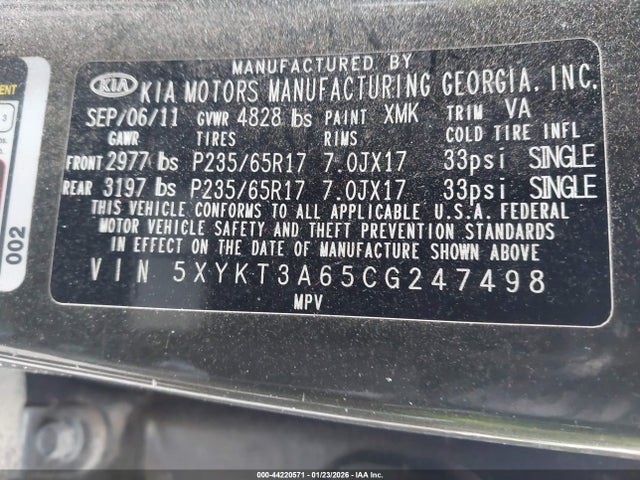 MANUFACTURED BY
KIA KIA MOTORS MANUFACTURING GEORGIA. INC.
SEP/06/11 GVWR 4828 lbs PAINT XMK TRIM VA
GAWR TIRES RIMS COLD TIRE INFL
FRONT 2977 lbs P235/65R17 7.0JX17 33psi SINGLE
REAR 3197 lbs P235/65R17 7.0JX17 33psi SINGLE
THIS VEHICLE CONFORMS TO ALL APPLICABLE U.S.A. FEDERAL
MOTOR VEHICLE SAFETY AND THEFT PREVENTION STANDARDS
IN EFFECT ON THE DATE OF MANUFACTURE SHOWN ABOVE
VIN 5XYKT3A65CG247498
MPV
3
002
000-44220571 - 01/23/2026 - IAA Inc.